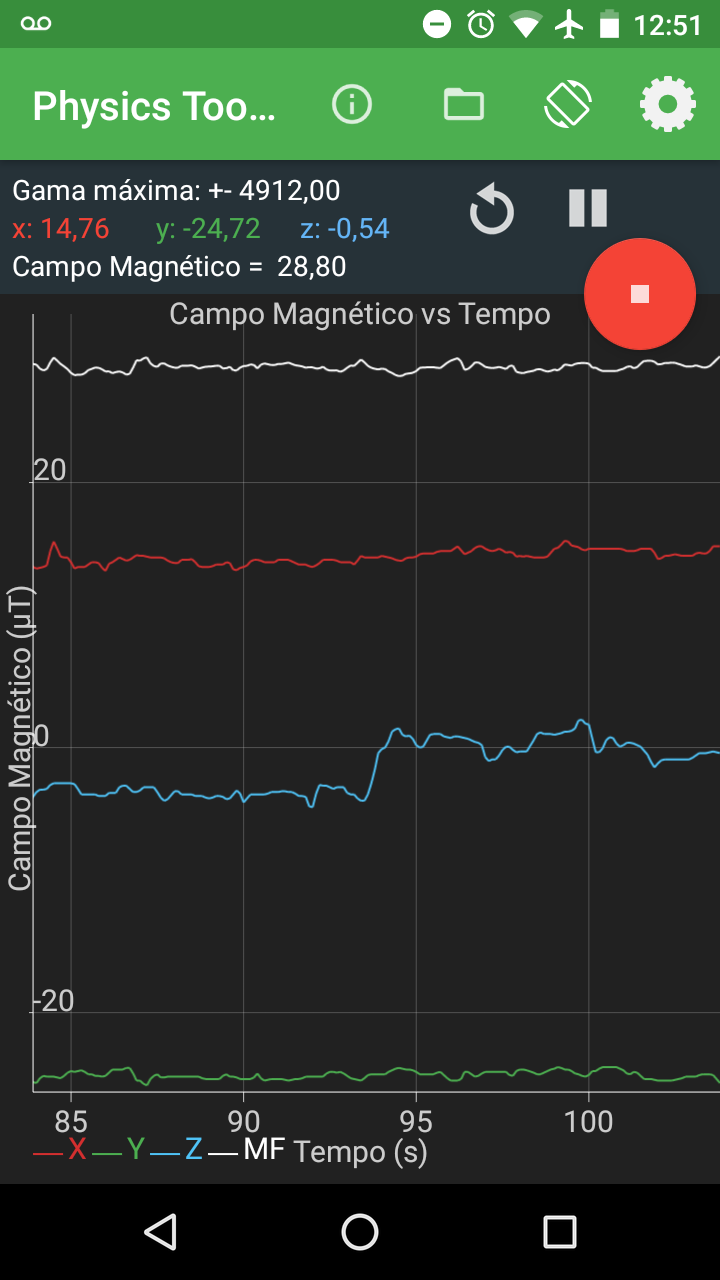 12:51
Physics Too...
Gama máxima: +- 4912,00
x: 14,76 y: -24,72 z: -0,54
Campo Magnético = 28,80
Campo Magnético vs Tempo
20
0
-20
Campo Magnético (µT)
85 90 95 100
X Y Z MF Tempo (s)